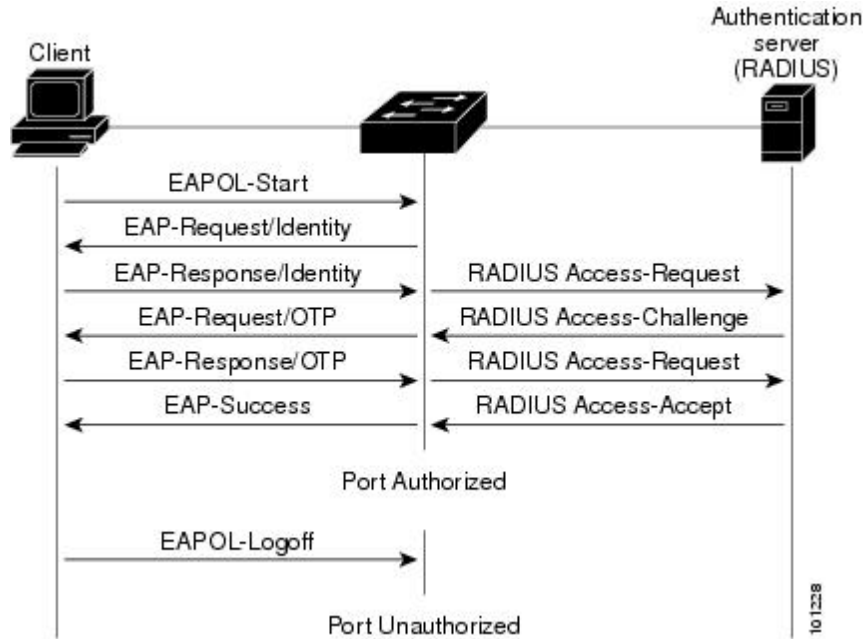 Authentication
server
(RADIUS)
Client
EAPOL-Start
EAP-Request/Identity
EAP-Response/Identity
RADIUS Access-Request
EAP-Request/OTP
RADIUS Access-Challenge
EAP-Response/OTP
RADIUS Access-Request
EAP-Success
RADIUS Access-Accept
Port Authorized
EAPOL-Logoff
Port Unauthorized
101228